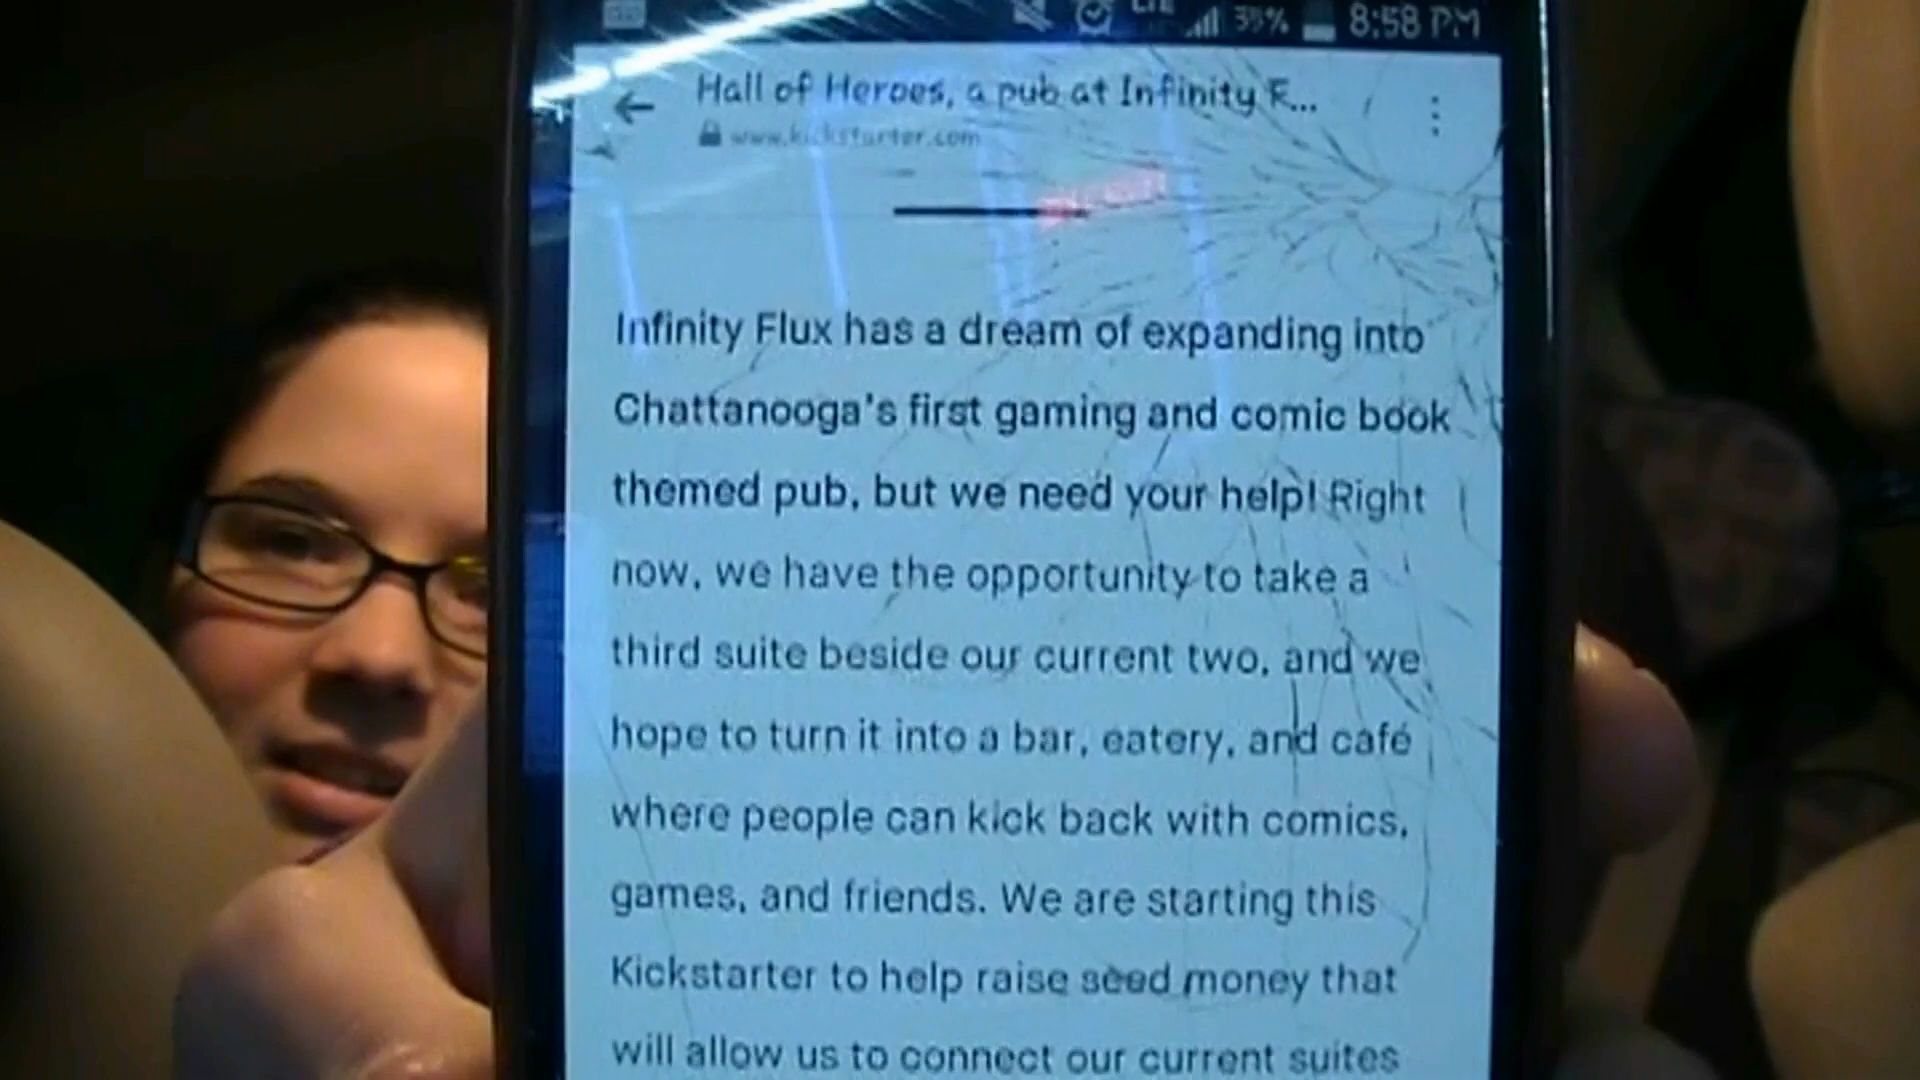 LTE 35% 8:58 PM
Hall of Heroes, a pub at Infinity F...
www.kickstarter.com
Infinity Flux has a dream of expanding into
Chattanooga's first gaming and comic book
themed pub, but we need your help! Right
now, we have the opportunity to take a
third suite beside our current two, and we
hope to turn it into a bar, eatery, and café
where people can kick back with comics,
games, and friends. We are starting this
Kickstarter to help raise seed money that
will allow us to connect our current suites